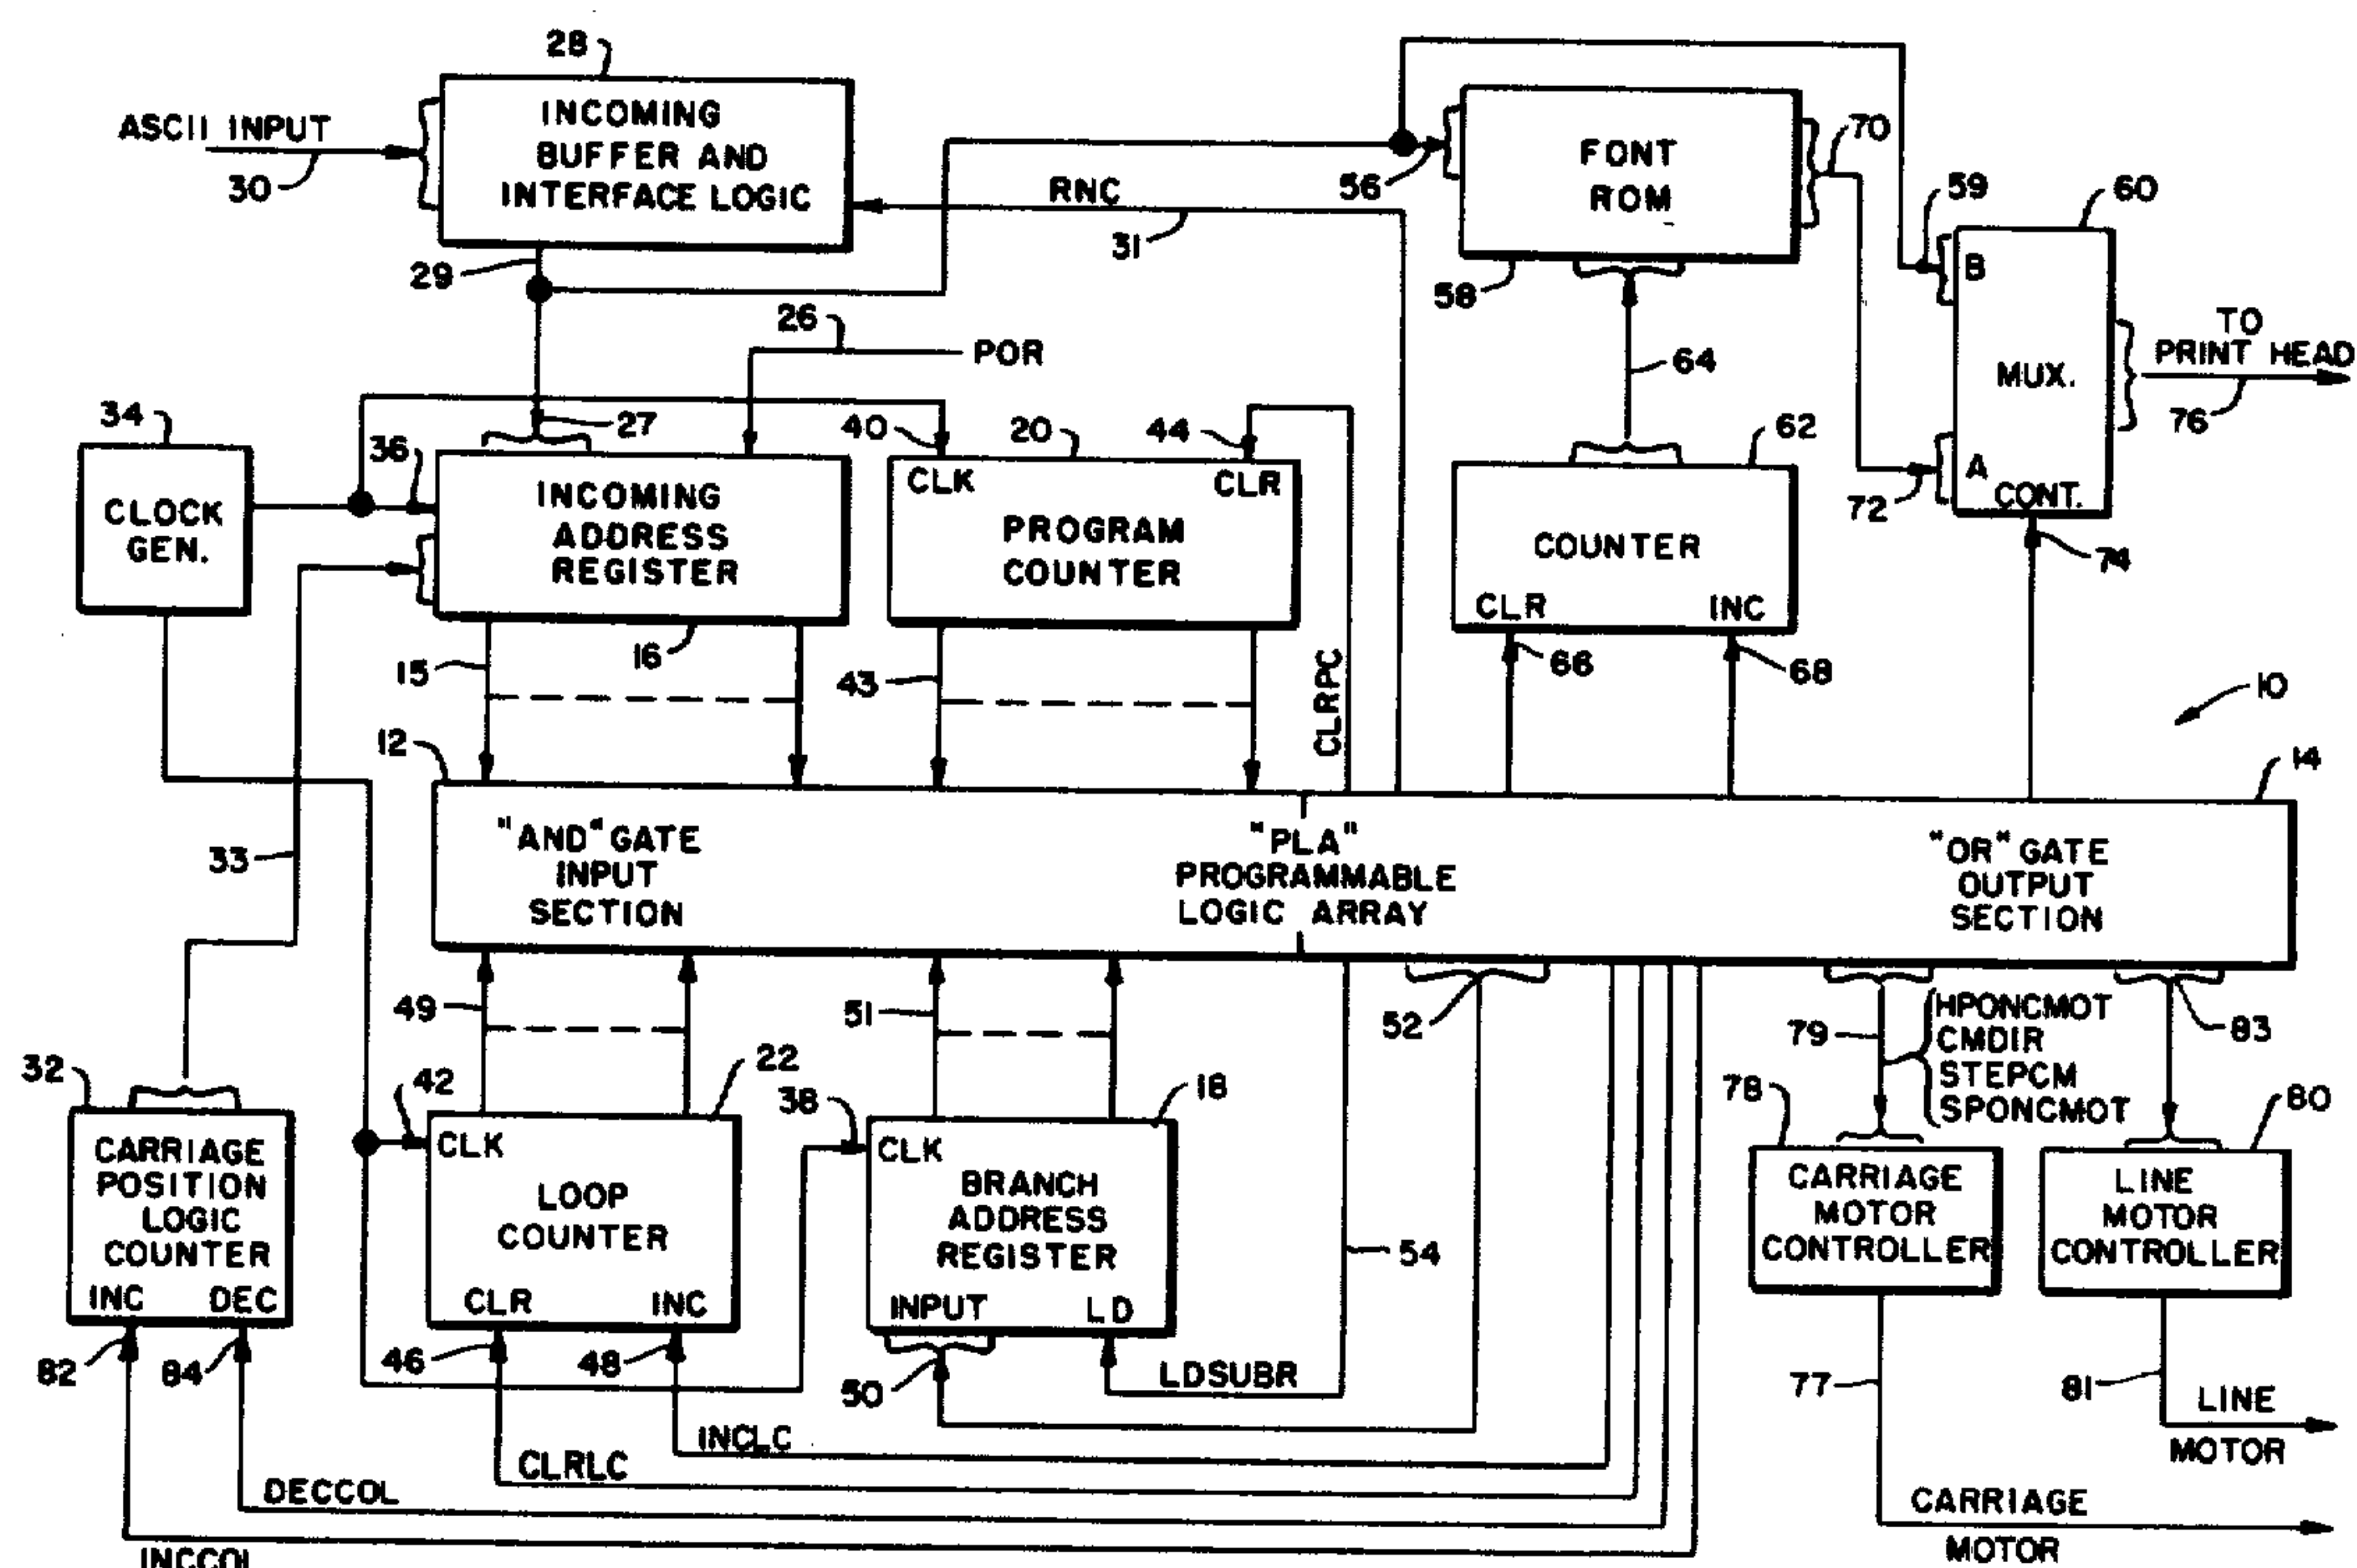 28
ASCII INPUT
30
INCOMING
BUFFER AND
INTERFACE LOGIC
29
RNC
31
56
FONT
ROM
58
70
59
60
B
MUX.
A
CONT.
72
74
TO
PRINT HEAD
76
26
POR
27
34
CLOCK
GEN.
36
INCOMING
ADDRESS
REGISTER
16
15
40
20
44
CLK
CLR
PROGRAM
COUNTER
43
CLRPC
64
62
COUNTER
CLR
INC
66
68
10
12
14
33
"AND" GATE
INPUT
SECTION
"PLA"
PROGRAMMABLE
LOGIC ARRAY
"OR" GATE
OUTPUT
SECTION
49
51
52
79
HPONCMOT
CMDIR
STEPCM
SPONCMOT
83
32
CARRIAGE
POSITION
LOGIC
COUNTER
INC
DEC
82
84
42
22
CLK
LOOP
COUNTER
CLR
INC
46
48
38
18
CLK
BRANCH
ADDRESS
REGISTER
INPUT
LD
50
54
LDSUBR
78
CARRIAGE
MOTOR
CONTROLLER
80
LINE
MOTOR
CONTROLLER
77
81
LINE
MOTOR
INCLC
CLRLC
DECCOL
INCCOL
CARRIAGE
MOTOR